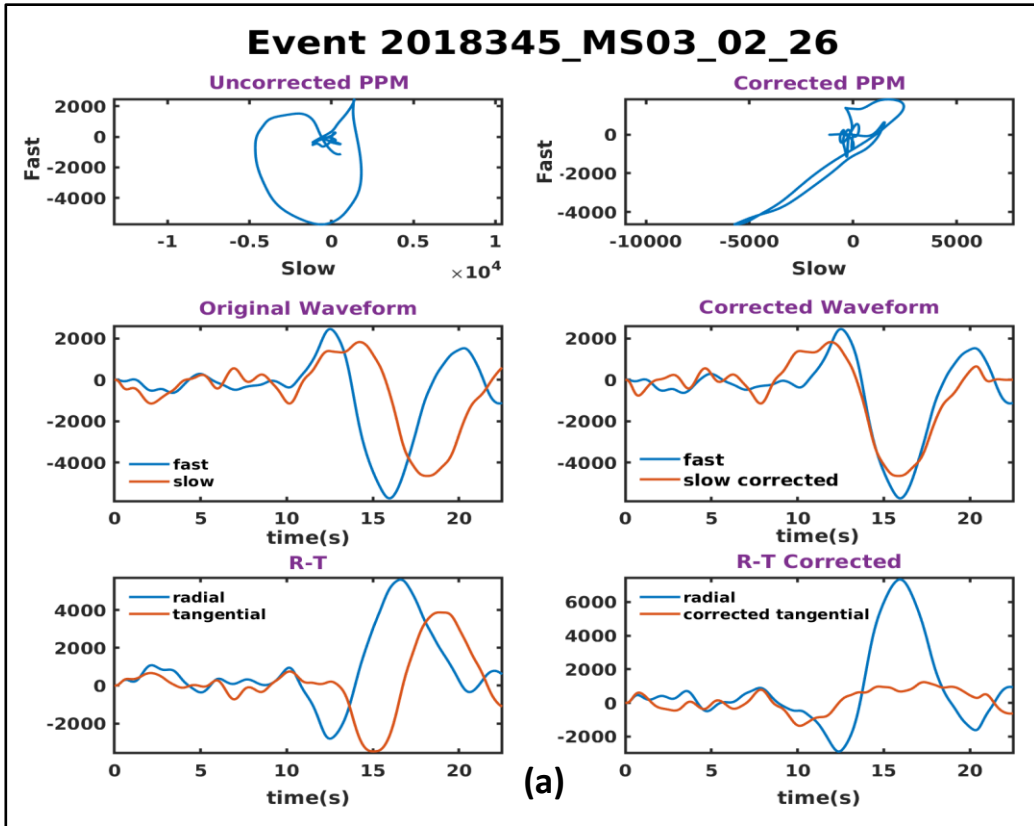 Event 2018345_MS03_02_26
Uncorrected PPM
Fast
2000
0
-2000
-4000
-1 -0.5 0 0.5 1
Slow
×10⁴
Corrected PPM
Fast
0
-2000
-4000
-10000 -5000 0 5000
Slow
Original Waveform
2000
0
-2000
-4000
fast
slow
0 5 10 15 20
time(s)
Corrected Waveform
2000
0
-2000
-4000
fast
slow corrected
0 5 10 15 20
time(s)
R-T
radial
tangential
4000
2000
0
-2000
0 5 10 15 20
time(s)
R-T Corrected
radial
corrected tangential
6000
4000
2000
0
-2000
0 5 10 15 20
time(s)
(a)